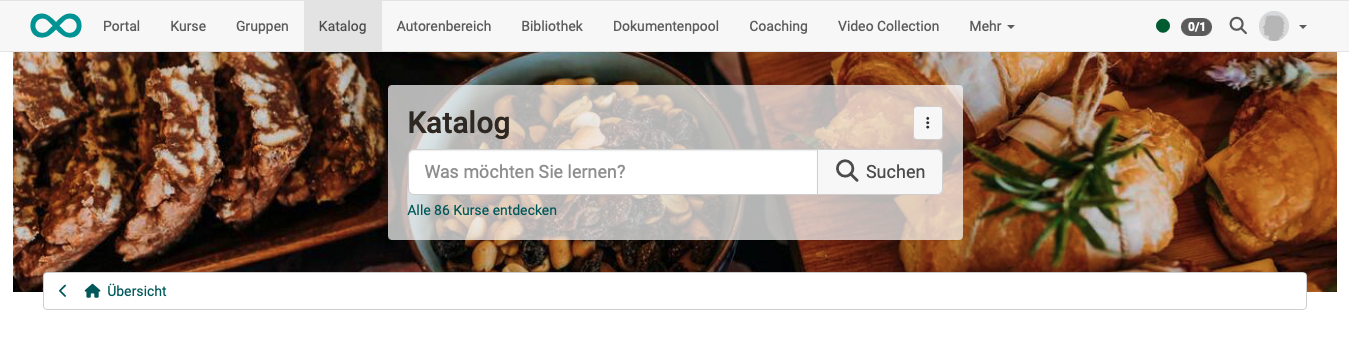 Portal Kurse Gruppen Katalog Autorenbereich Bibliothek Dokumentenpool Coaching Video Collection Mehr 0/1
Katalog
Was möchten Sie lernen? Suchen
Alle 86 Kurse entdecken
Übersicht